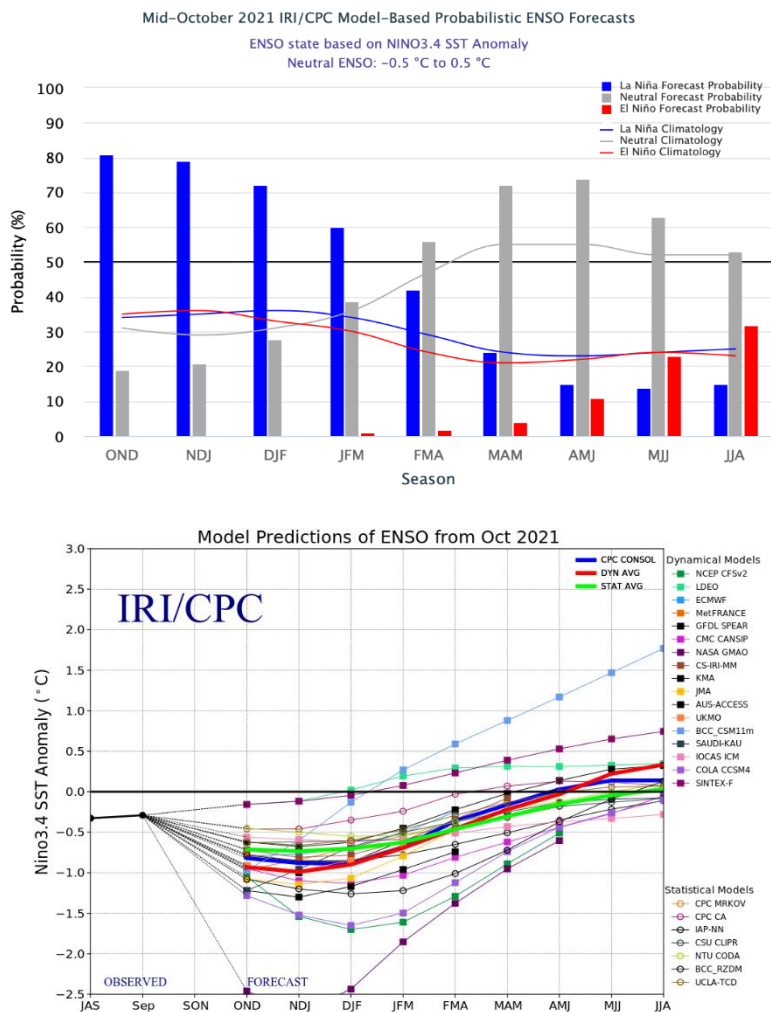 Mid-October 2021 IRI/CPC Model-Based Probabilistic ENSO Forecasts
ENSO state based on NINO3.4 SST Anomaly
Neutral ENSO: -0.5 °C to 0.5 °C
La Niña Forecast Probability
Neutral Forecast Probability
El Niño Forecast Probability
La Niña Climatology
Neutral Climatology
El Niño Climatology
Probability (%)
100
90
80
70
60
50
40
30
20
10
0
OND NDJ DJF JFM FMA MAM AMJ MJJ JJA
Season
Model Predictions of ENSO from Oct 2021
IRI/CPC
CPC CONSOL
DYN AVG
STAT AVG
Nino3.4 SST Anomaly (°C)
3.0
2.5
2.0
1.5
1.0
0.5
0.0
−0.5
−1.0
−1.5
−2.0
−2.5
OBSERVED FORECAST
JAS Sep SON OND NDJ DJF JFM FMA MAM AMJ MJJ JJA
Dynamical Models
NCEP CFSv2
LDEO
ECMWF
MetFRANCE
GFDL SPEAR
CMC CANSIP
NASA GMAO
CS-IRI-MM
KMA
JMA
AUS-ACCESS
UKMO
BCC_CSM11m
SAUDI-KAU
IOCAS ICM
COLA CCSM4
SINTEX-F
Statistical Models
CPC MRKOV
CPC CA
IAP-NN
CSU CLIPR
NTU CODA
BCC_RZDM
UCLA-TCD